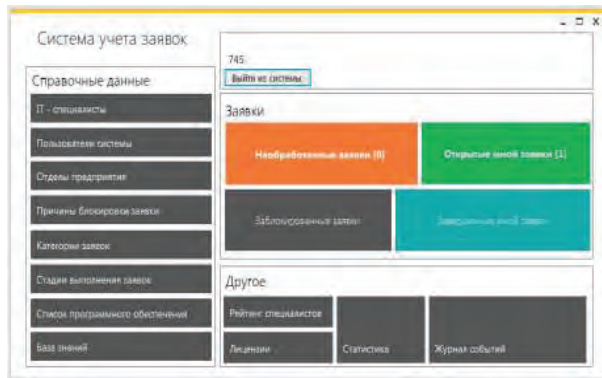 Система учета заявок
745
Выйти из системы
Справочные данные
IT - специалисты
Пользователи системы
Отделы предприятия
Причины блокировки заявки
Категории заявок
Стадии выполнения заявок
Список программного обеспечения
База знаний
Заявки
Необработанные заявки (0)
Открытые мной заявки (1)
Заблокированные заявки
Завершенные мной заявки
Другое
Рейтинг специалистов
Лицензии
Статистика
Журнал событий